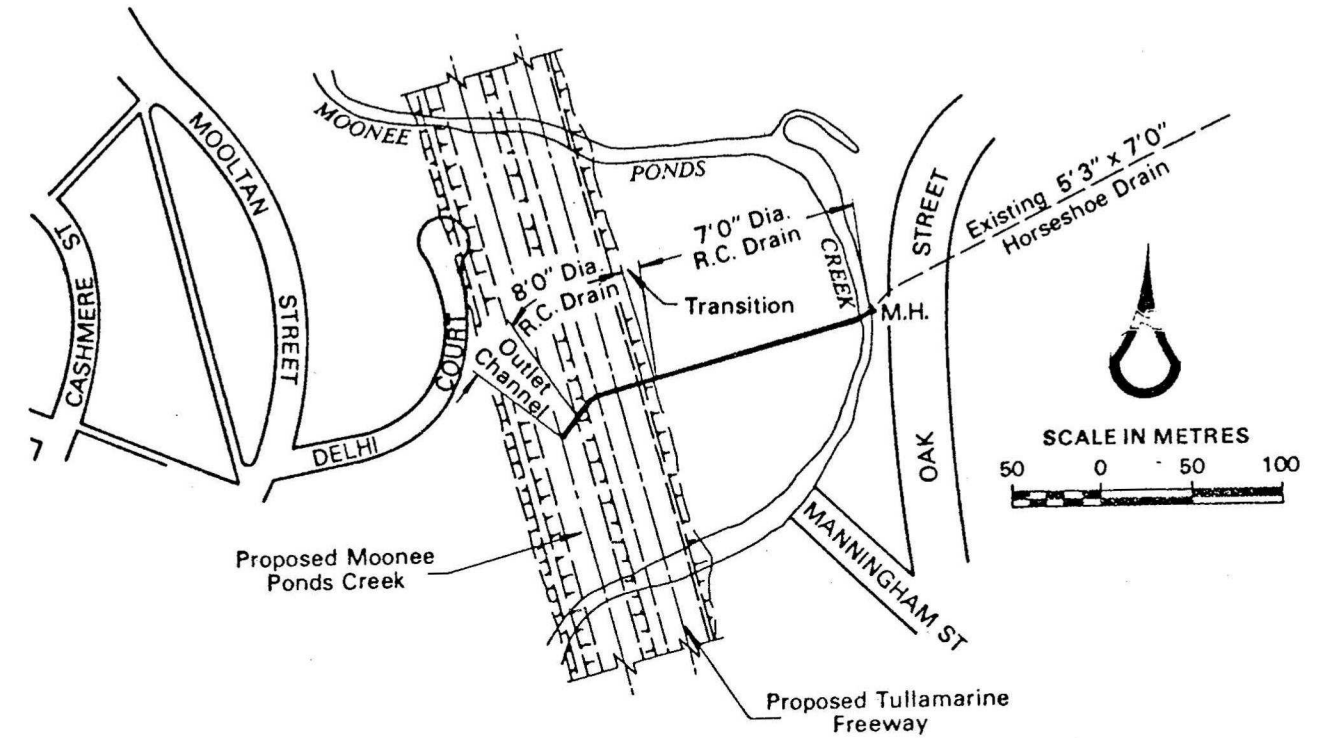 MOOLTAN
STREET
CASHMERE
ST
MOONEE
PONDS
CREEK
7'0" Dia.
R.C. Drain
8'0" Dia.
R.C. Drain
Transition
Outlet
Channel
COURT
DELHI
STREET
OAK
Existing 5'3" x 7'0"
Horseshoe Drain
M.H.
SCALE IN METRES
50 0 50 100
MANNINGHAM ST
Proposed Moonee
Ponds Creek
Proposed Tullamarine
Freeway